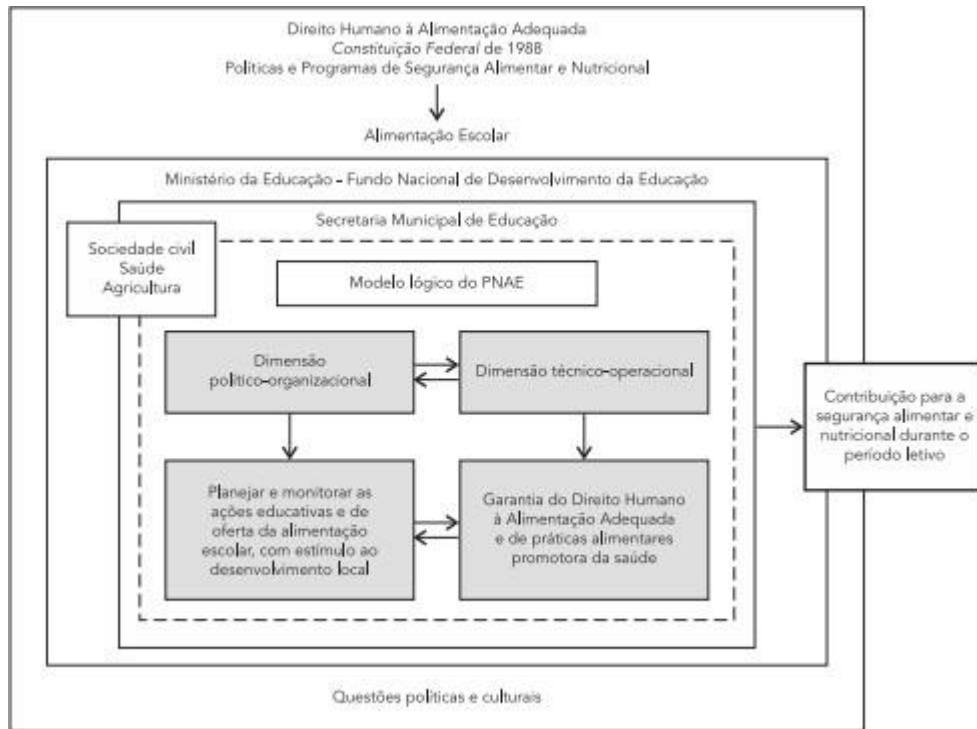 Direito Humano à Alimentação Adequada
Constituição Federal de 1988
Políticas e Programas de Segurança Alimentar e Nutricional
Alimentação Escolar
Ministério da Educação – Fundo Nacional de Desenvolvimento da Educação
Secretaria Municipal de Educação
Sociedade civil
Saúde
Agricultura
Modelo lógico do PNAE
Dimensão
político-organizacional
Dimensão técnico-operacional
Planejar e monitorar as
ações educativas e de
oferta da alimentação
escolar, com estímulo ao
desenvolvimento local
Garantia do Direito Humano
à Alimentação Adequada
e de práticas alimentares
promotora da saúde
Contribuição para a
segurança alimentar e
nutricional durante o
período letivo
Questões políticas e culturais